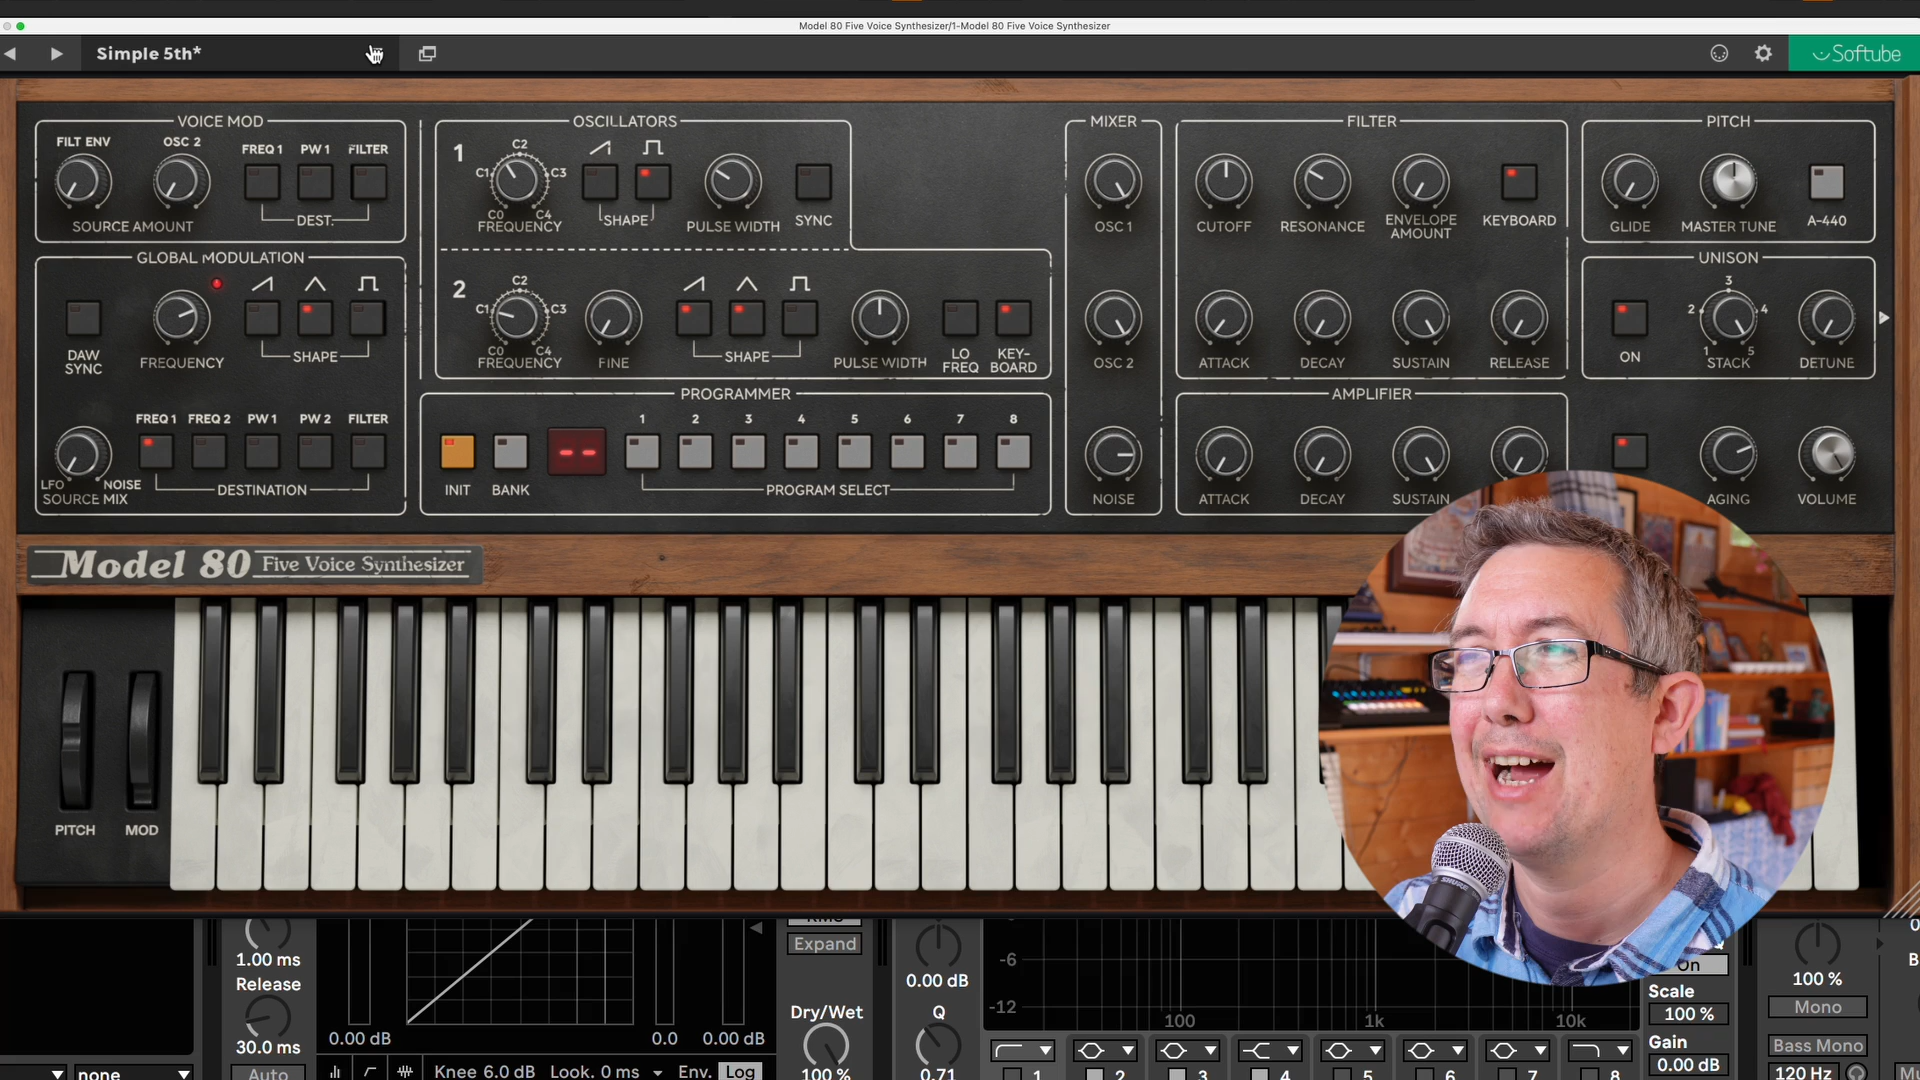 Model 80 Five Voice Synthesizer/1-Model 80 Five Voice Synthesizer
Simple 5th*
Softube
VOICE MOD
FILT ENV
OSC 2
FREQ 1
PW 1
FILTER
SOURCE AMOUNT
DEST.
OSCILLATORS
1
C0
C1
C2
C3
C4
FREQUENCY
SHAPE
PULSE WIDTH
SYNC
MIXER
OSC 1
OSC 2
NOISE
FILTER
CUTOFF
RESONANCE
ENVELOPE AMOUNT
KEYBOARD
PITCH
GLIDE
MASTER TUNE
A-440
GLOBAL MODULATION
DAW SYNC
FREQUENCY
SHAPE
2
C0
C1
C2
C3
C4
FREQUENCY
FINE
SHAPE
PULSE WIDTH
LO FREQ
KEY-BOARD
ATTACK
DECAY
SUSTAIN
RELEASE
UNISON
ON
1
2
3
4
5
STACK
DETUNE
FREQ 1
FREQ 2
PW 1
PW 2
FILTER
LFO
NOISE
SOURCE MIX
DESTINATION
PROGRAMMER
1
2
3
4
5
6
7
8
INIT
BANK
--
PROGRAM SELECT
AMPLIFIER
ATTACK
DECAY
SUSTAIN
AGING
VOLUME
Model 80 Five Voice Synthesizer
PITCH
MOD
SHURE
1.00 ms
Release
30.0 ms
Auto
none
0.00 dB
0.0
0.00 dB
Knee 6.0 dB
Look. 0 ms
Env.
Log
Expand
Dry/Wet
100 %
0.00 dB
Q
0.71
-6
-12
100
1k
10k
1
2
3
4
5
6
7
8
On
Scale
100 %
Gain
0.00 dB
100 %
Mono
Bass Mono
120 Hz